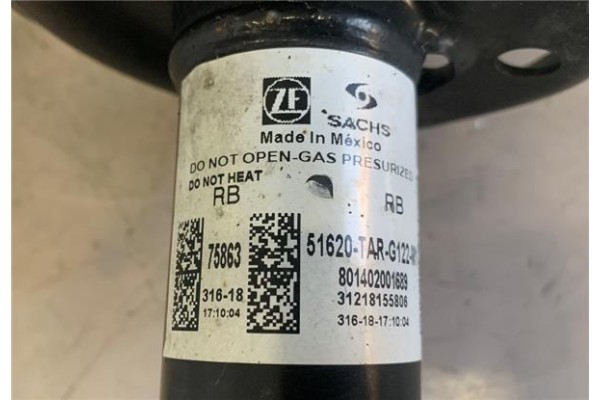 ZF SACHS
Made In México
DO NOT OPEN-GAS PRESURIZED
DO NOT HEAT
RB RB
75863 51620-TAR-G122-
801402001689
316-18 31218155806
17:10:04 316-18-17:10:04